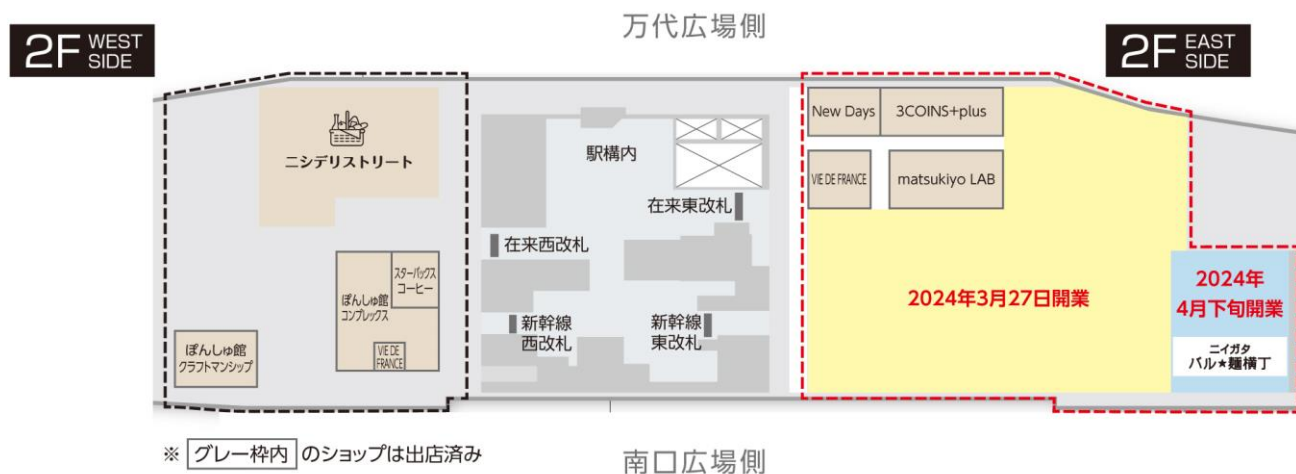 万代広場側
2F WEST SIDE
2F EAST SIDE
ニシデリストリート
駅構内
New Days
3COINS+plus
VIE DE FRANCE
matsukiyo LAB
在来東改札
在来西改札
スターバックス
コーヒー
ぽんしゅ館
コンプレックス
VIE DE
FRANCE
ぽんしゅ館
クラフトマンシップ
新幹線
西改札
新幹線
東改札
2024年3月27日開業
2024年
4月下旬開業
ニイガタ
バル★麺横丁
※ グレー枠内 のショップは出店済み
南口広場側